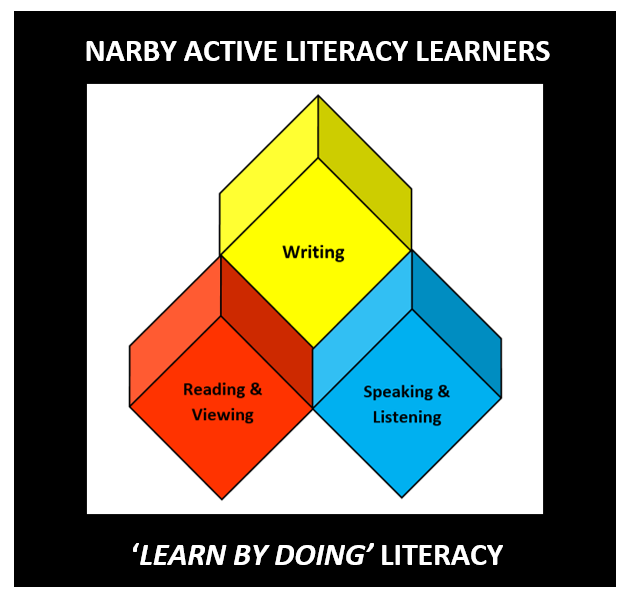 NARBY ACTIVE LITERACY LEARNERS
Writing
Reading &
Viewing
Speaking &
Listening
‘LEARN BY DOING’ LITERACY